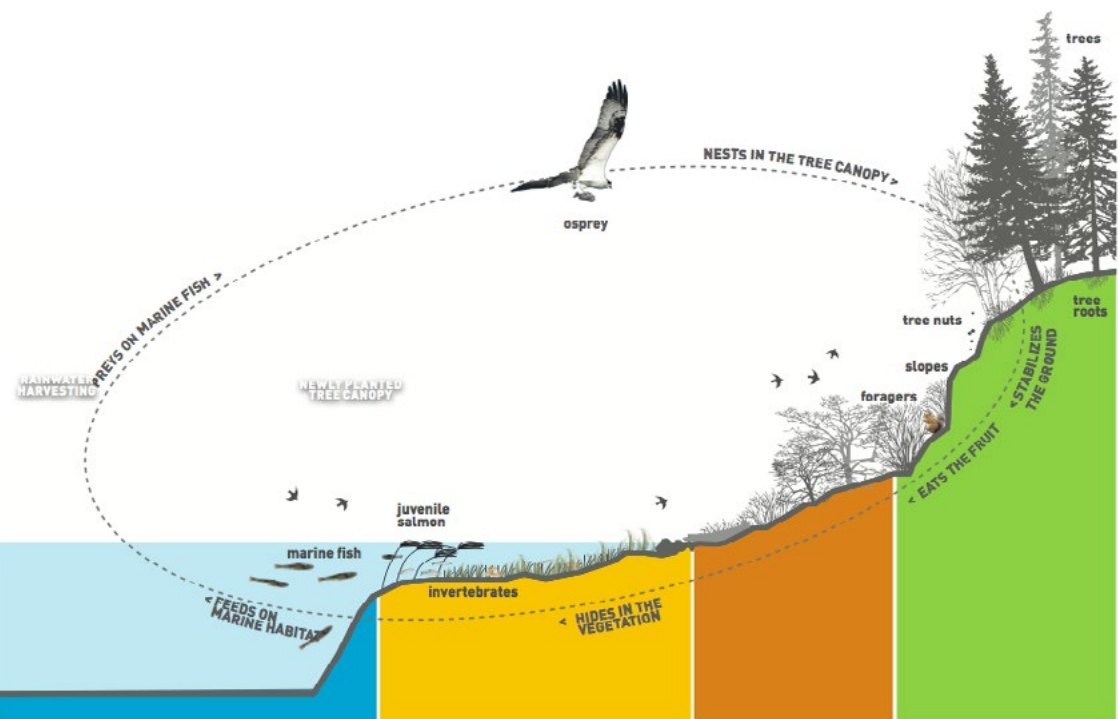 trees
NESTS IN THE TREE CANOPY >
osprey
PREYS ON MARINE FISH >
tree
roots
tree nuts
< STABILIZES
THE GROUND
slopes
RAINWATER
HARVESTING
NEWLY PLANTED
TREE CANOPY
foragers
< EATS THE FRUIT
juvenile
salmon
marine fish
invertebrates
< FEEDS ON
MARINE HABITAT
< HIDES IN THE
VEGETATION